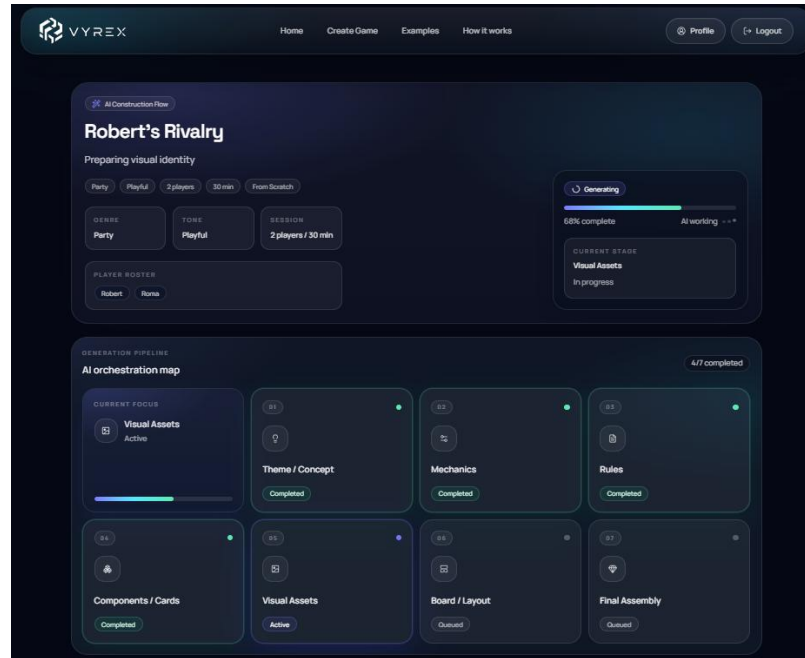 VYREX
Home Create Game Examples How it works
Profile Logout
AI Construction Flow
Robert's Rivalry
Preparing visual identity
Party Playful 2 players 30 min From Scratch
GENRE
Party
TONE
Playful
SESSION
2 players / 30 min
PLAYER ROSTER
Robert Roma
Generating
68% complete AI working
CURRENT STAGE
Visual Assets
In progress
GENERATION PIPELINE
AI orchestration map
4/7 completed
CURRENT FOCUS
Visual Assets
Active
01
Theme / Concept
Completed
02
Mechanics
Completed
03
Rules
Completed
04
Components / Cards
Completed
05
Visual Assets
Active
06
Board / Layout
Queued
07
Final Assembly
Queued